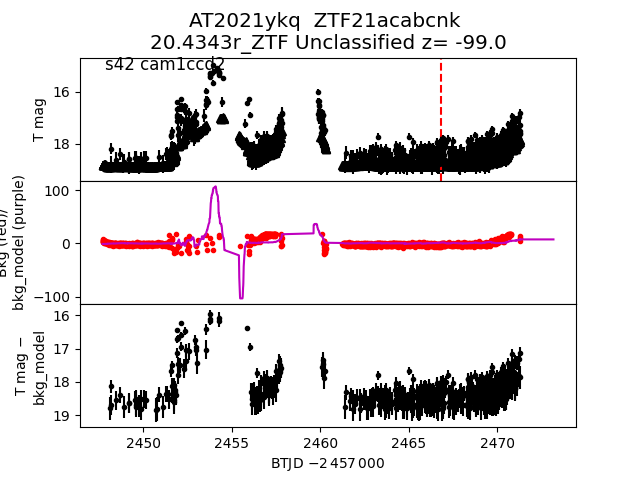 AT2021ykq  ZTF21acabcnk
20.4343r_ZTF Unclassified z= -99.0
s42 cam1ccd2
T mag
16
18
Bkg (red)/
bkg_model (purple)
100
0
−100
T mag −
bkg_model
16
17
18
19
2450
2455
2460
2465
2470
BTJD −2 457 000